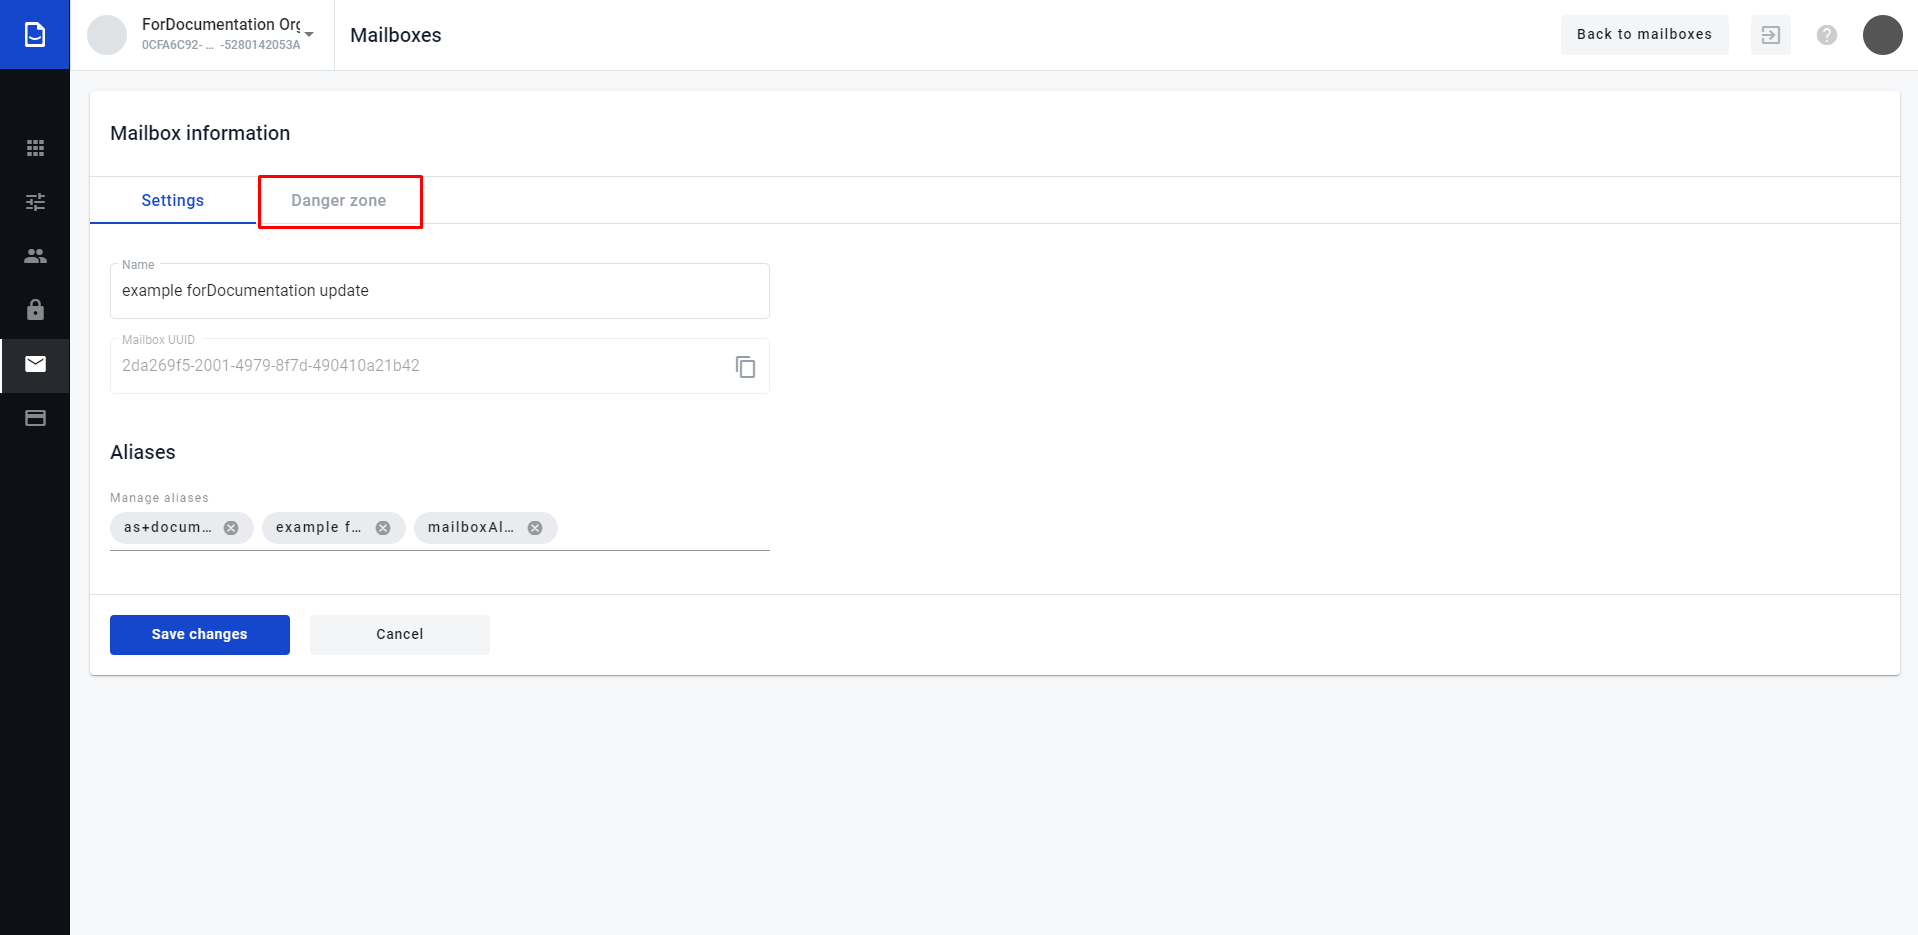 ForDocumentation Org
0CFA6C92- ... -5280142053A
Mailboxes
Back to mailboxes
Mailbox information
Settings
Danger zone
Name
example forDocumentation update
Mailbox UUID
2da269f5-2001-4979-8f7d-490410a21b42
Aliases
Manage aliases
as+docum...
example f...
mailboxAl...
Save changes
Cancel